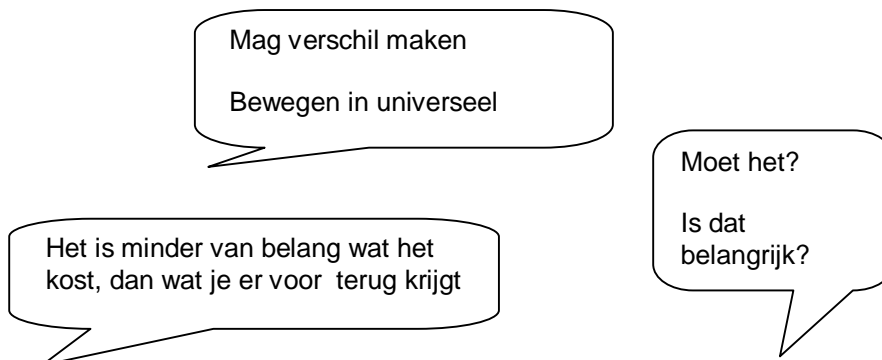 Mag verschil maken
Bewegen in universeel
Moet het?
Is dat
belangrijk?
Het is minder van belang wat het
kost, dan wat je er voor terug krijgt